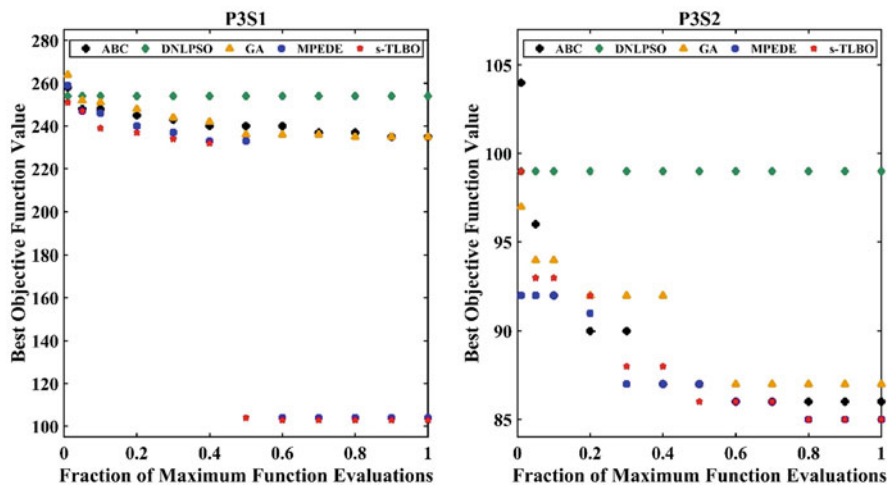 P3S1
ABC DNLPSO GA MPEDE s-TLBO
280
260
240
220
200
180
160
140
120
100
0 0.2 0.4 0.6 0.8 1
Best Objective Function Value
Fraction of Maximum Function Evaluations
P3S2
ABC DNLPSO GA MPEDE s-TLBO
105
100
95
90
85
0 0.2 0.4 0.6 0.8 1
Best Objective Function Value
Fraction of Maximum Function Evaluations